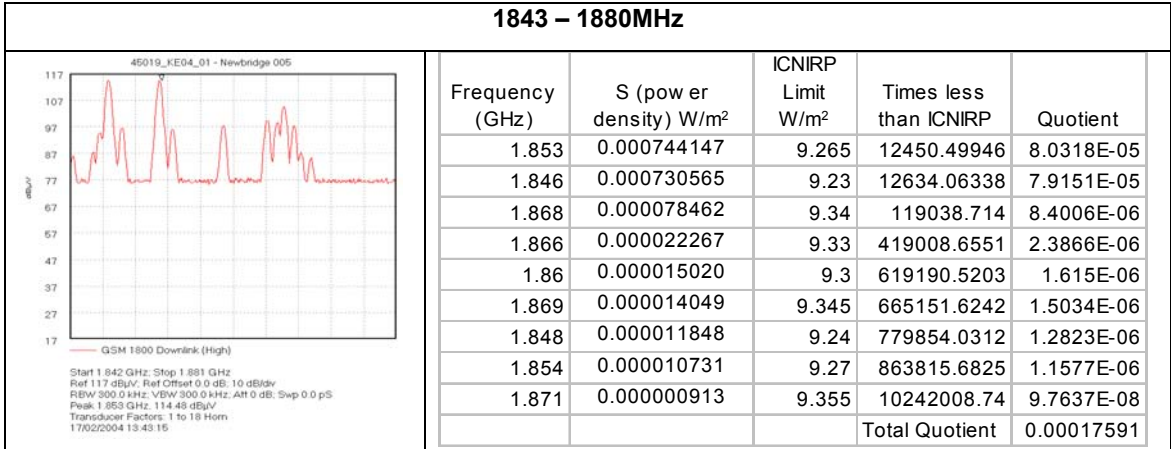 1843 – 1880MHz
45019_KE04_01 - Newbridge 005
117
107
97
87
77
67
57
47
37
27
17
dBµV
GSM 1800 Downlink (High)
Start 1.842 GHz; Stop 1.881 GHz
Ref 117 dBµV; Ref Offset 0.0 dB; 10 dB/div
RBW 300.0 kHz; VBW 300.0 kHz; Att 0 dB; Swp 0.0 pS
Peak 1.853 GHz, 114.48 dBµV
Transducer Factors: 1 to 18 Horn
17/02/2004 13:43:15
Frequency (GHz) S (pow er density) W/m² ICNIRP Limit W/m² Times less than ICNIRP Quotient
1.853 0.000744147 9.265 12450.49946 8.0318E-05
1.846 0.000730565 9.23 12634.06338 7.9151E-05
1.868 0.000078462 9.34 119038.714 8.4006E-06
1.866 0.000022267 9.33 419008.6551 2.3866E-06
1.86 0.000015020 9.3 619190.5203 1.615E-06
1.869 0.000014049 9.345 665151.6242 1.5034E-06
1.848 0.000011848 9.24 779854.0312 1.2823E-06
1.854 0.000010731 9.27 863815.6825 1.1577E-06
1.871 0.000000913 9.355 10242008.74 9.7637E-08
Total Quotient 0.00017591